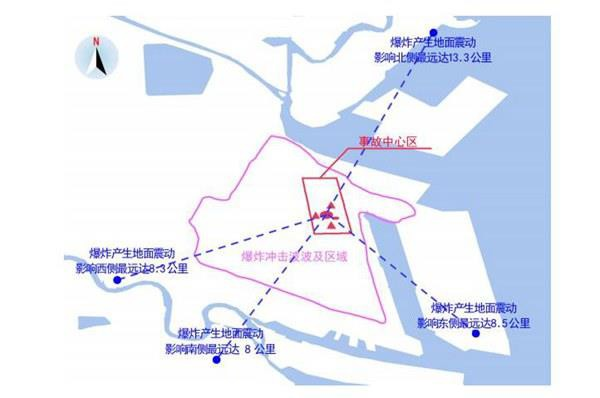 N
爆炸产生地面震动
影响北侧最远达13.3公里
事故中心区
爆炸冲击波波及区域
爆炸产生地面震动
影响西侧最远达8.3公里
爆炸产生地面震动
影响东侧最远达8.5公里
爆炸产生地面震动
影响南侧最远达 8 公里